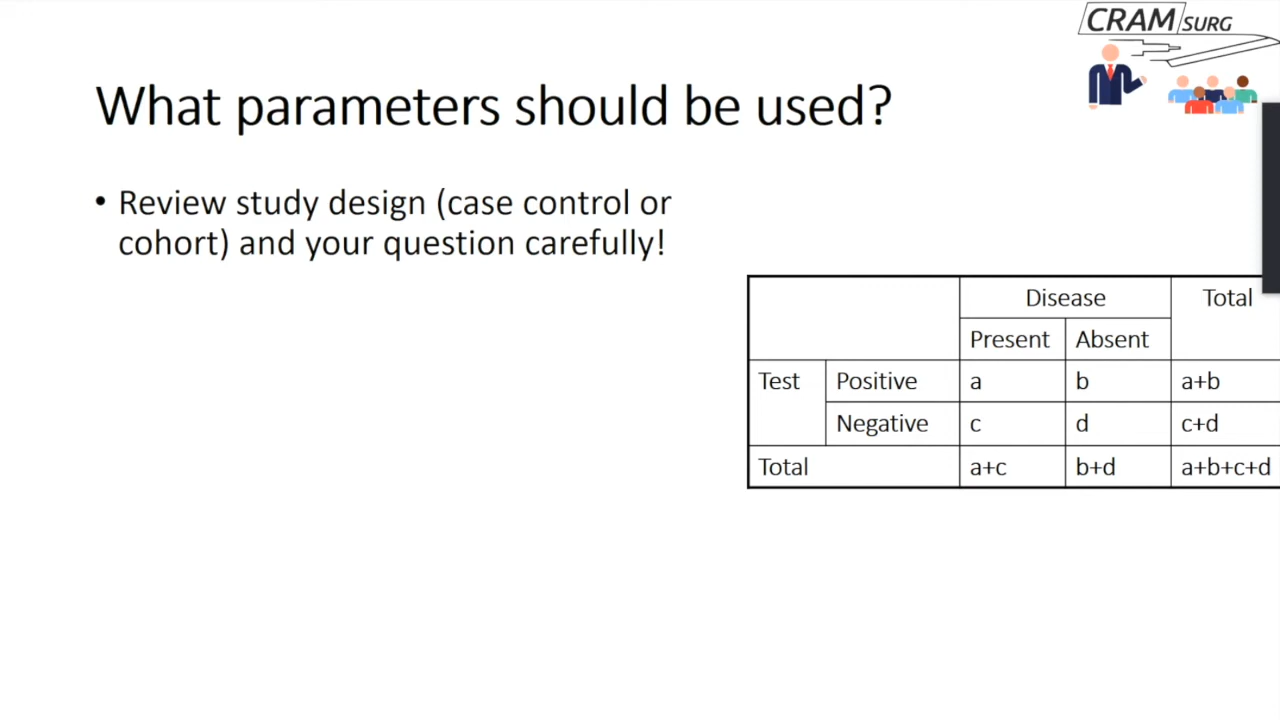 CRAM SURG
What parameters should be used?
• Review study design (case control or
cohort) and your question carefully!
Disease Total
Present Absent
Test Positive a b a+b
Negative c d c+d
Total a+c b+d a+b+c+d